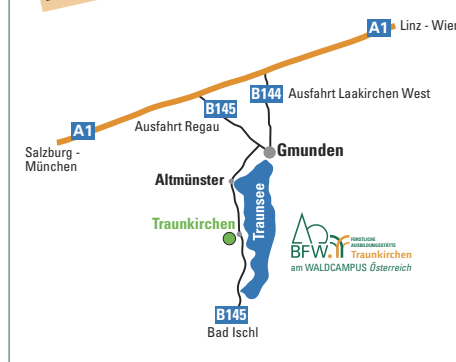 A1
Linz - Wien
B144
Ausfahrt Laakirchen West
B145
Ausfahrt Regau
A1
Salzburg -
München
Gmunden
Altmünster
Traunsee
Traunkirchen
BFW
FORSTLICHE
AUSBILDUNGSSTÄTTE
Traunkirchen
am WALDCAMPUS Österreich
B145
Bad Ischl